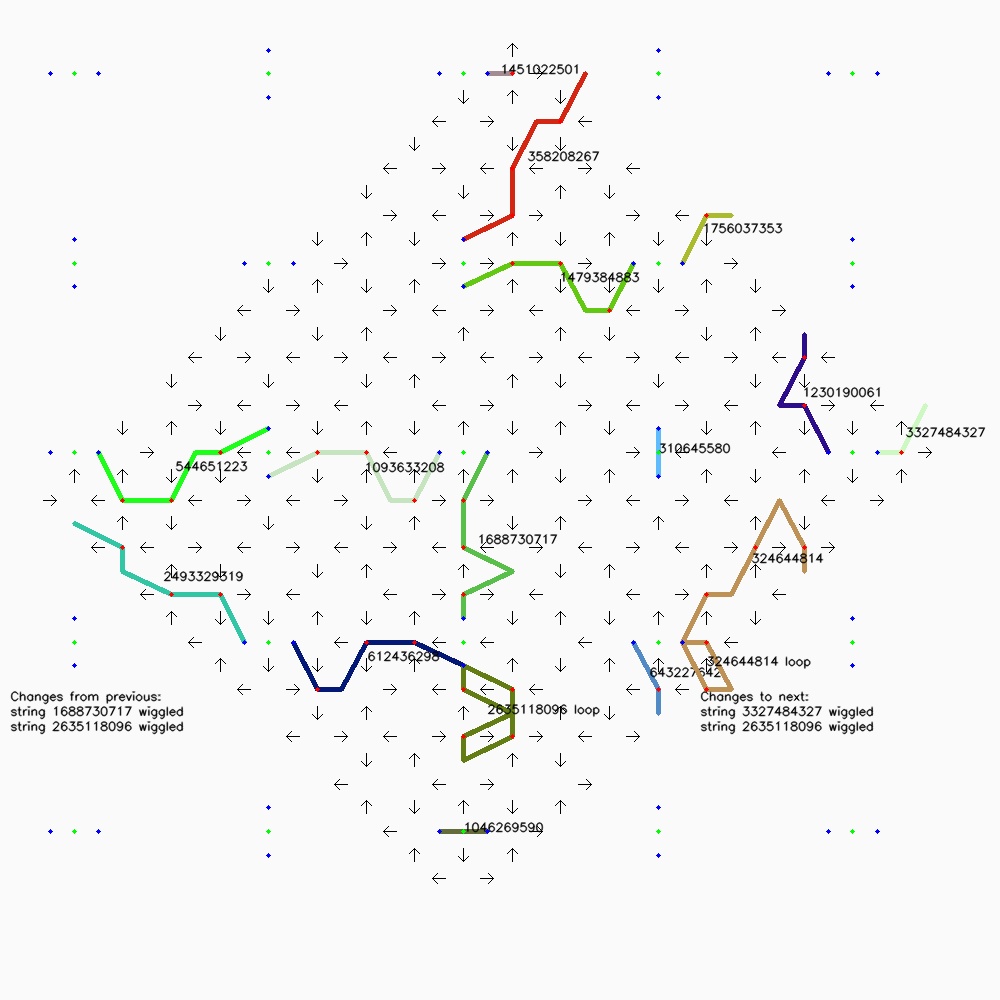 1451022501
358208267
1756037353
1479384883
1230190061
3327484327
310645580
544651223
1093633208
1688730717
324644814
2493329319
612436298
324644814 loop
643227642
Changes from previous:
string 1688730717 wiggled
string 2635118096 wiggled
2635118096 loop
Changes to next:
string 3327484327 wiggled
string 2635118096 wiggled
1046269590